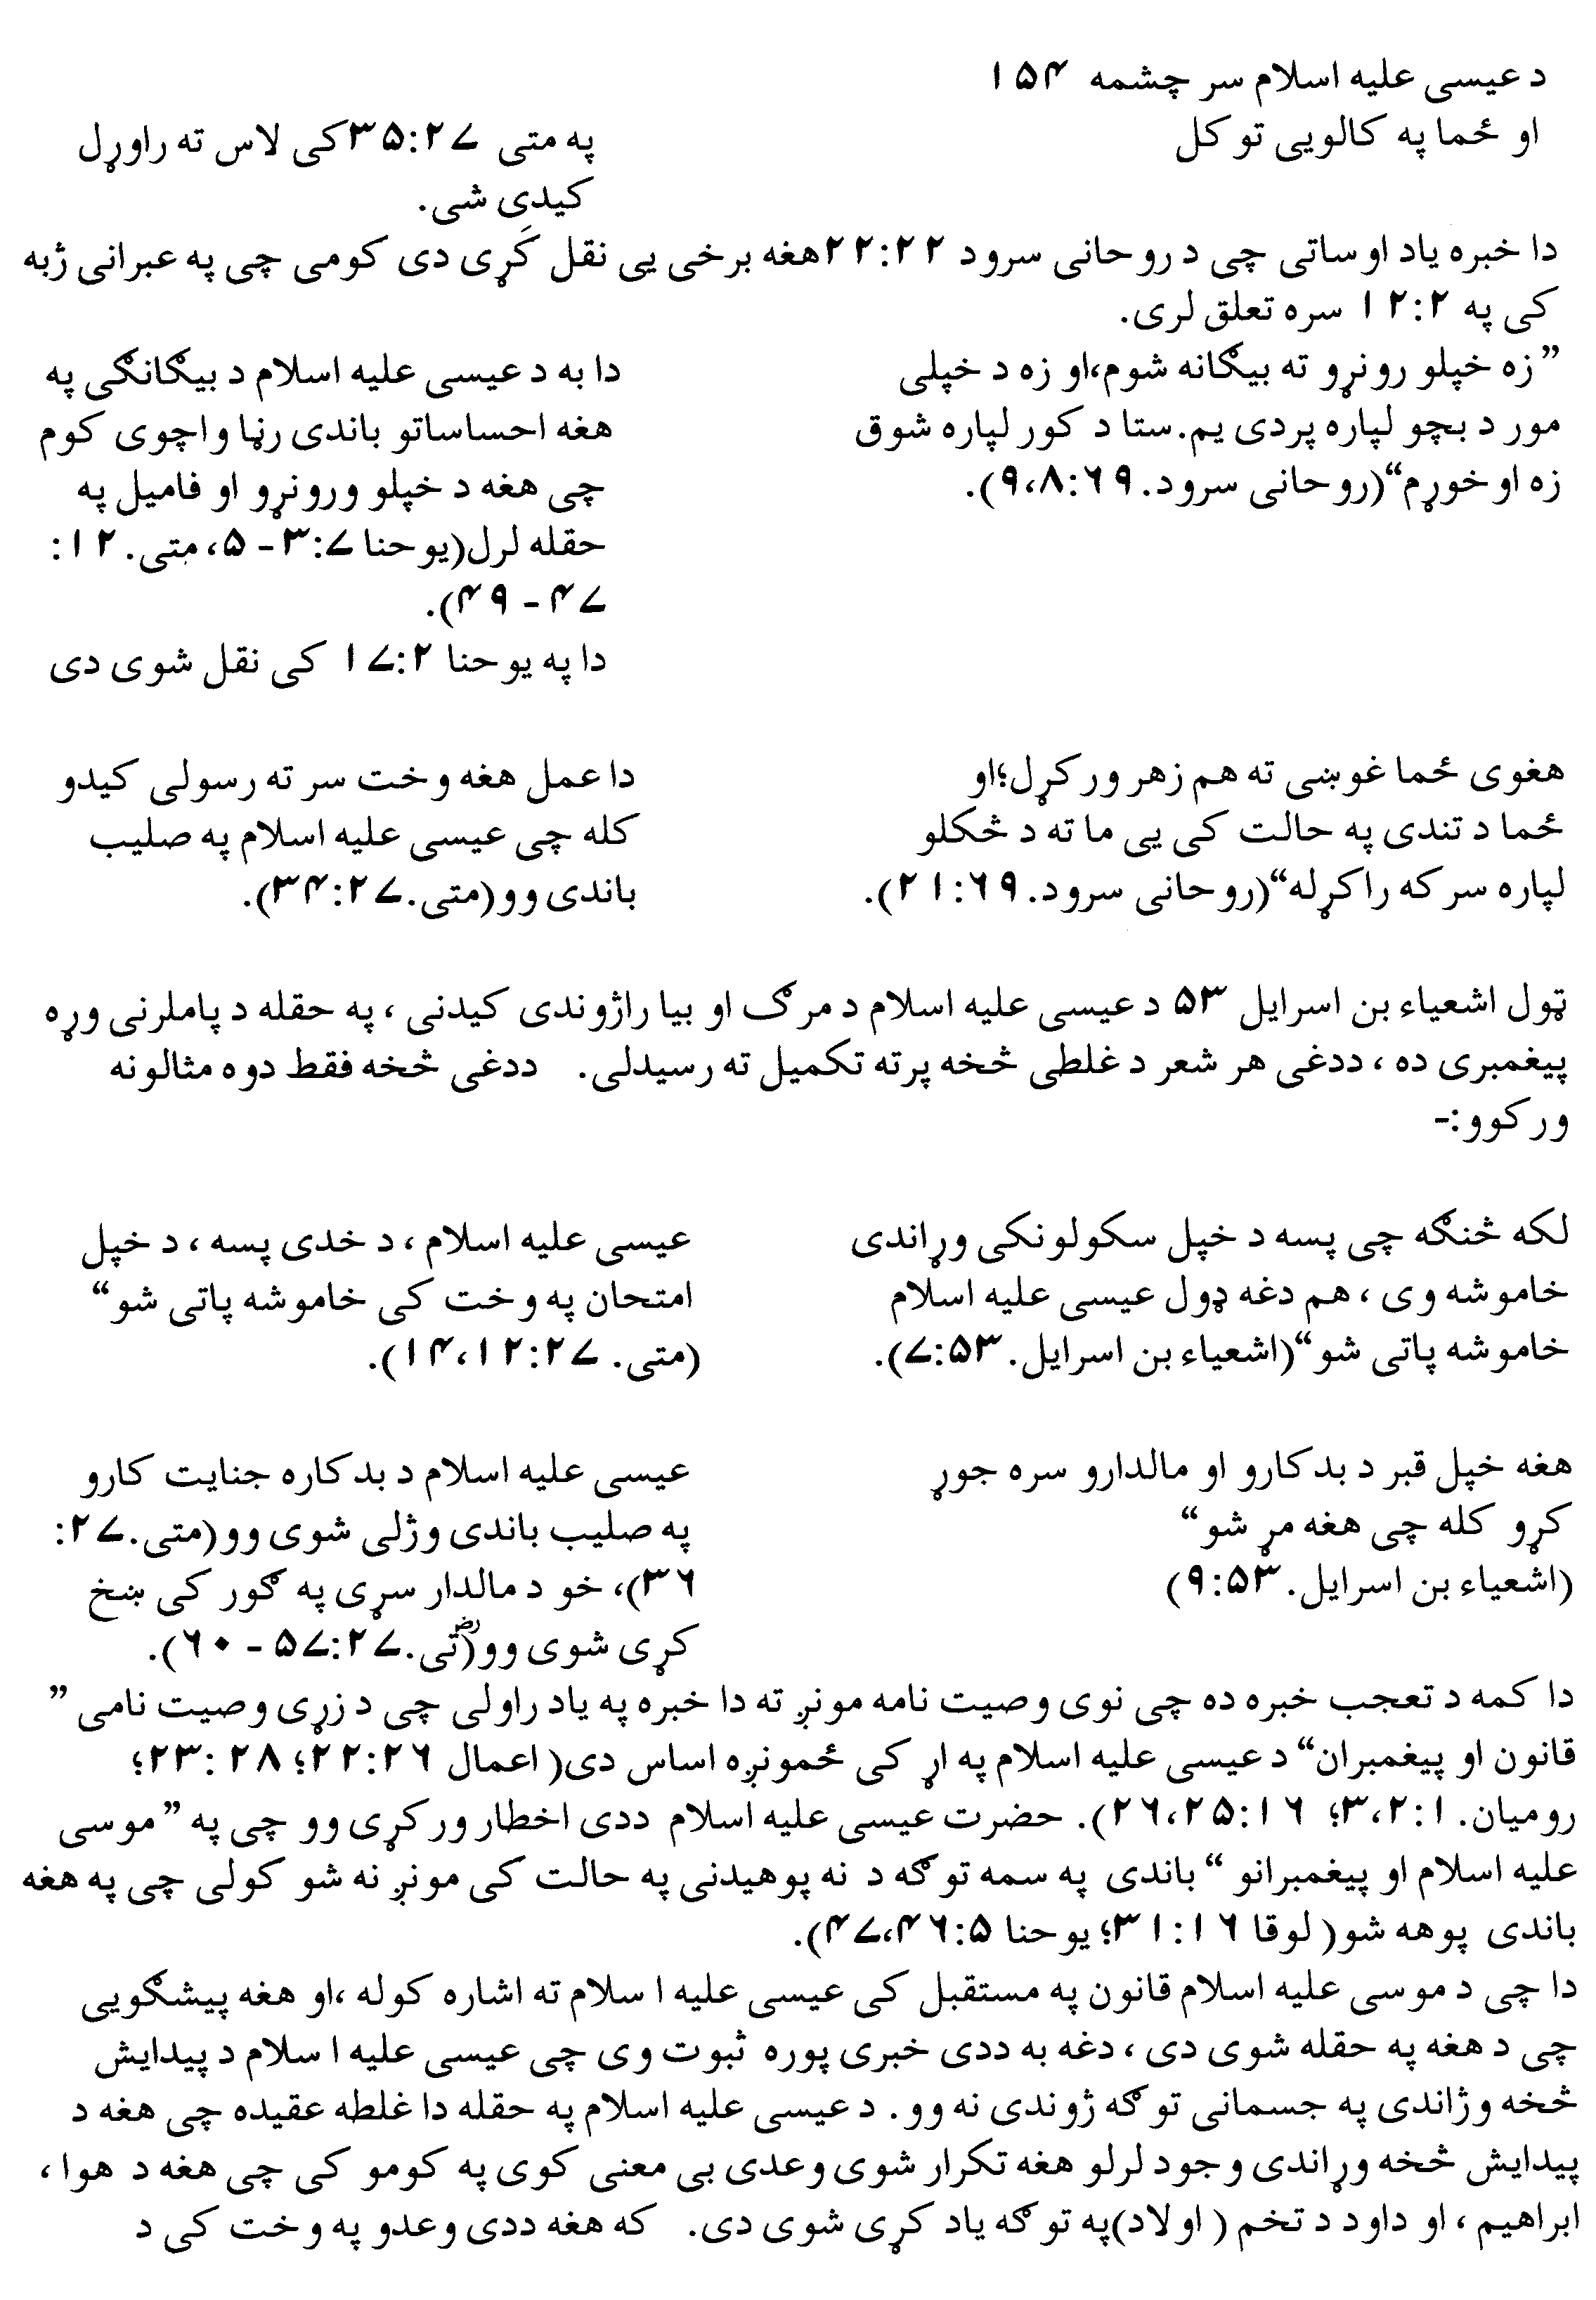 د عیسی علیه اسلام سر چشمه ۱۵۴
او ځما په کالویی توکل
په متی ۳۵:۲۷کی لاس ته راوړل
کیدی شی.
دا خبره یاد اوساتی چی د روحانی سرود ۲۲:۲۲هغه برخی یی نقل کَړی دی کومی چی په عبرانی ژبه
کی په ۱۲:۲ سره تعلق لری.
” زه خپلو رونړو ته بیګانه شوم،او زه د خپلی
مور د بچو لپاره پردی یم.ستا د کور لپاره شوق
زه اوخوړم“(روحانی سرود.۹،۸:۶۹).
دا به د عیسی علیه اسلام د بیګانګی په
هغه احساساتو باندی رڼا واچوی کوم
چی هغه د خپلو ورونړو او فامیل په
حقله لرل(یوحنا ۳:۷-۵، متی.۱۲:
۴۷-۴۹).
دا په یوحنا ۱۷:۲ کی نقل شوی دی
هغوی ځما غوښی ته هم زهر ورکړل؛او
ځما د تندی په حالت کی یی ما ته د څکلو
لپاره سرکه راکړله“(روحانی سرود.۲۱:۶۹).
دا عمل هغه وخت سر ته رسولی کیدو
کله چی عیسی علیه اسلام په صلیب
باندی وو(متی.۳۴:۲۷).
ټول اشعیاء بن اسرایل ۵۳ د عیسی علیه اسلام د مرګ او بیا راژوندی کیدنی ، په حقله د پاملرنی وړه
پیغمبری ده ، ددغی هر شعر د غلطی څخه پرته تکمیل ته رسیدلی. ددغی څخه فقط دوه مثالونه
ورکوو:-
لکه څنګه چی پسه د خپل سکولونکی وړاندی
خاموشه وی ، هم دغه ډول عیسی علیه اسلام
خاموشه پاتی شو“(اشعیاء بن اسرایل.۷:۵۳).
عیسی علیه اسلام ، د خدی پسه ، د خپل
امتحان په وخت کی خاموشه پاتی شو“
(متی. ۱۴،۱۲:۲۷).
هغه خپل قبر د بدکارو او مالدارو سره جوړ
کړو کله چی هغه مړ شو“
(اشعیاء بن اسرایل.۹:۵۳)
عیسی علیه اسلام د بدکاره جنایت کارو
په صلیب باندی وژلی شوی وو(متی.۲۷:
۳۶)، خو د مالدار سړی په ګور کی ښخ
کړی شوی وو(تی.۵۷:۲۷-۶۰).
دا کمه د تعجب خبره ده چی نوی وصیت نامه مونږ ته دا خبره په یاد راولی چی د زړی وصیت نامی ”
قانون او پیغمبران“ د عیسی علیه اسلام په اړ کی ځمونږه اساس دی( اعمال ۲۲:۲۶؛ ۲۳:۲۸؛
رومیان.۳،۲:۱؛ ۲۶،۲۵:۱۶). حضرت عیسی علیه اسلام ددی اخطار ورکړی وو چی په ” موسی
علیه اسلام او پیغمبرانو “ باندی په سمه توګه د نه پوهیدنی په حالت کی مونږ نه شو کولی چی په هغه
باندی پوهه شو( لوقا ۳۱:۱۶؛ یوحنا ۴۷،۴۶:۵).
دا چی د موسی علیه اسلام قانون په مستقبل کی عیسی علیه ا سلام ته اشاره کوله ،او هغه پیشګویی
چی د هغه په حقله شوی دی ، دغه به ددی خبری پوره ثبوت وی چی عیسی علیه ا سلام د پیدایش
څخه وژاندی په جسمانی توګه ژوندی نه وو. د عیسی علیه اسلام په حقله دا غلطه عقیده چی هغه د
پیدایش څخه وړاندی وجود لرلو هغه تکرار شوی وعدی بی معنی کوی په کومو کی چی هغه د هوا ،
ابراهیم ، او داود د تخم ( اولاد)په توګه یاد کړی شوی دی. که هغه ددی وعدو په وخت کی د